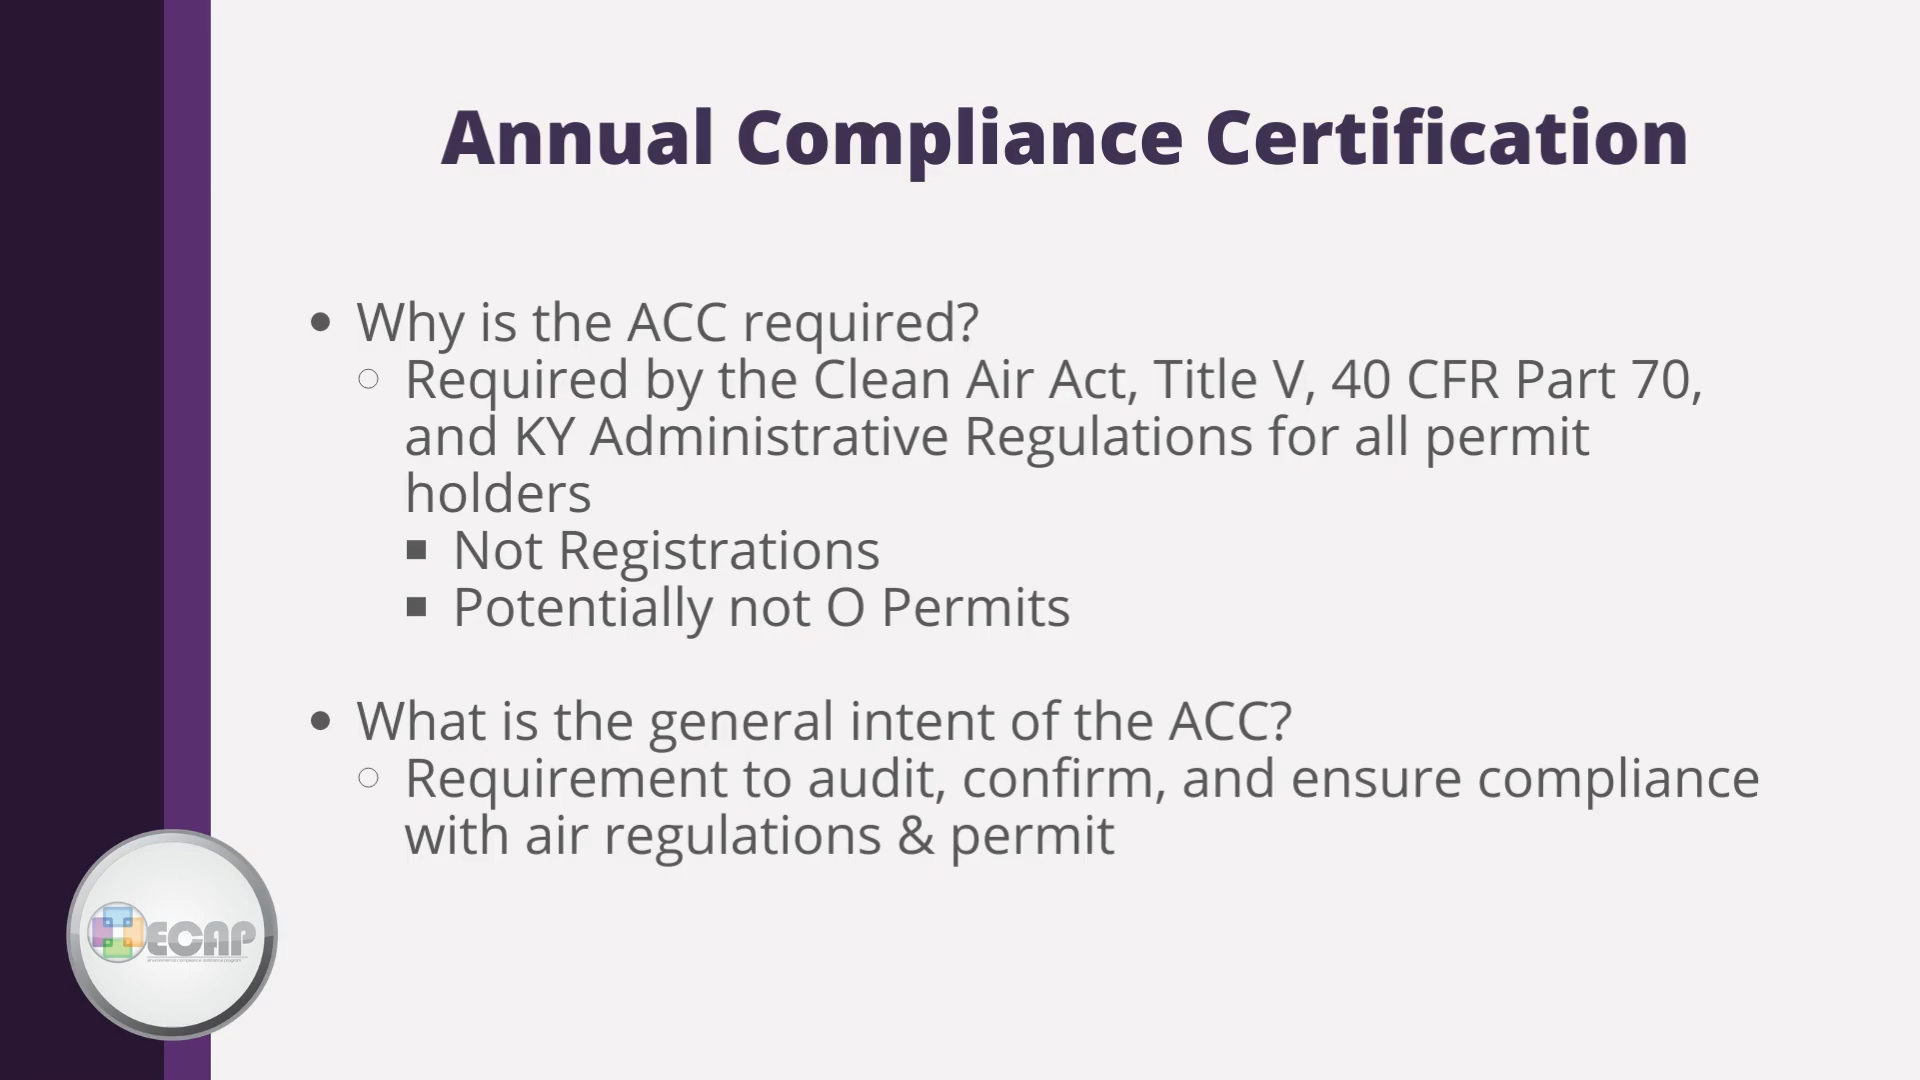 Annual Compliance Certification
• Why is the ACC required?
○ Required by the Clean Air Act, Title V, 40 CFR Part 70,
and KY Administrative Regulations for all permit
holders
■ Not Registrations
■ Potentially not O Permits
• What is the general intent of the ACC?
○ Requirement to audit, confirm, and ensure compliance
with air regulations & permit
ECAP